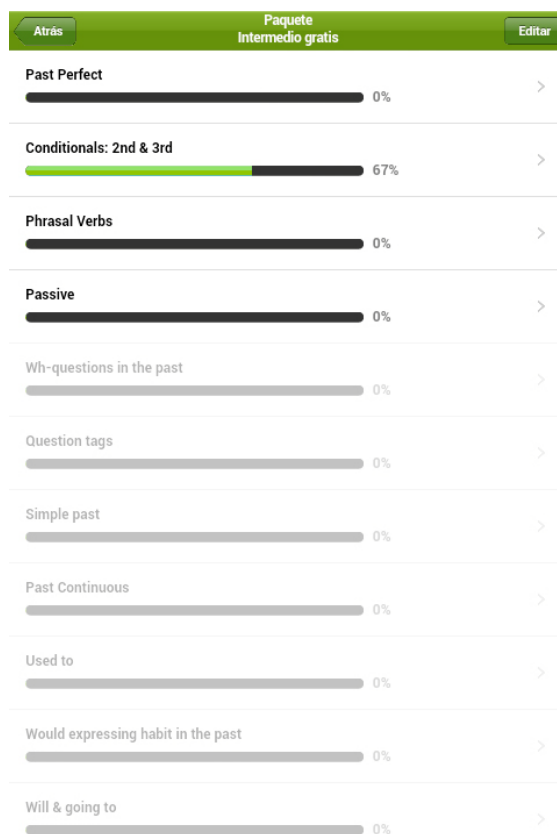 Atrás
Paquete
Intermedio gratis
Editar
Past Perfect
0%
Conditionals: 2nd & 3rd
67%
Phrasal Verbs
0%
Passive
0%
Wh-questions in the past
0%
Question tags
0%
Simple past
0%
Past Continuous
0%
Used to
0%
Would expressing habit in the past
0%
Will & going to
0%